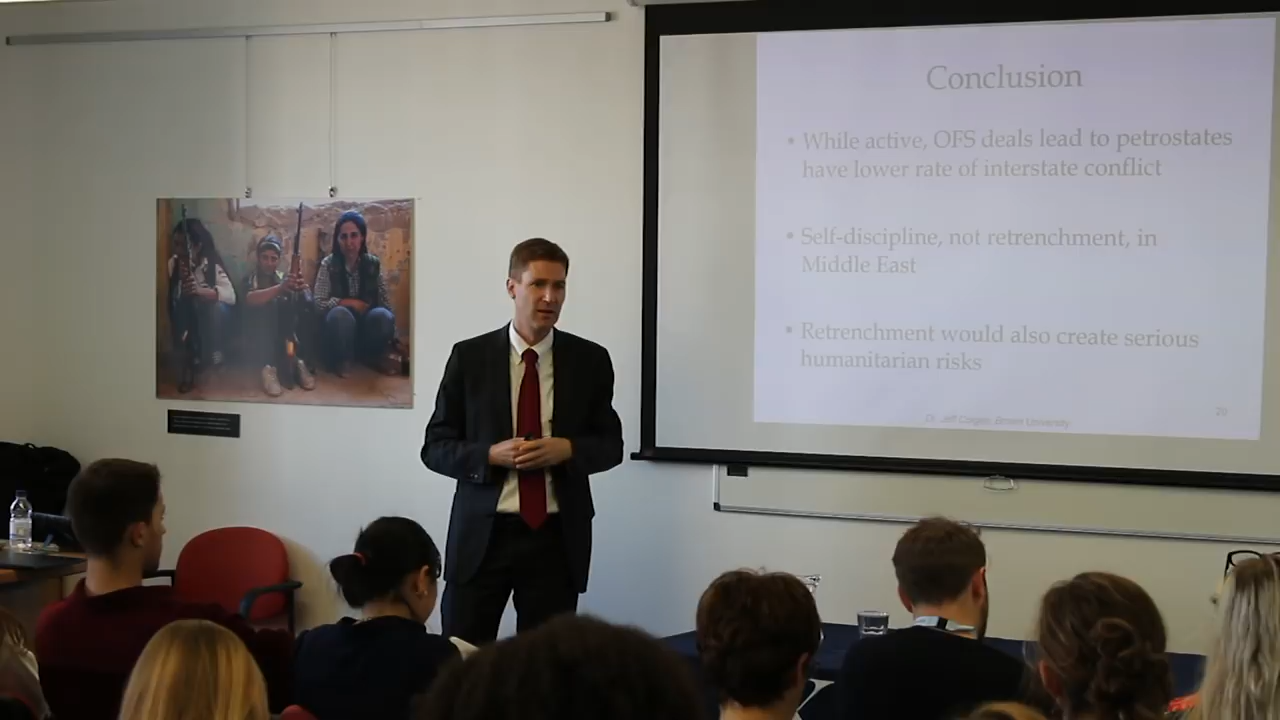 Conclusion
• While active, OFS deals lead to petrostates
have lower rate of interstate conflict
• Self-discipline, not retrenchment, in
Middle East
• Retrenchment would also create serious
humanitarian risks
Dr. Jeff Colgan, Brown University
20